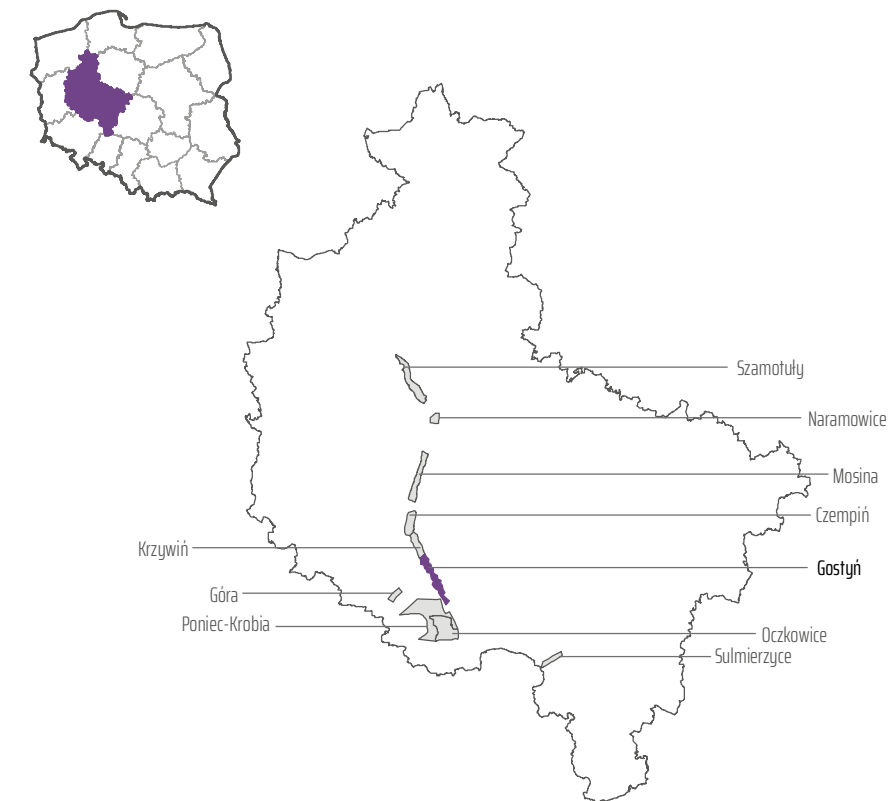 Szamotuły
Naramowice
Mosina
Czempiń
Krzywiń
Gostyń
Góra
Poniec-Krobia
Oczkowice
Sulmierzyce